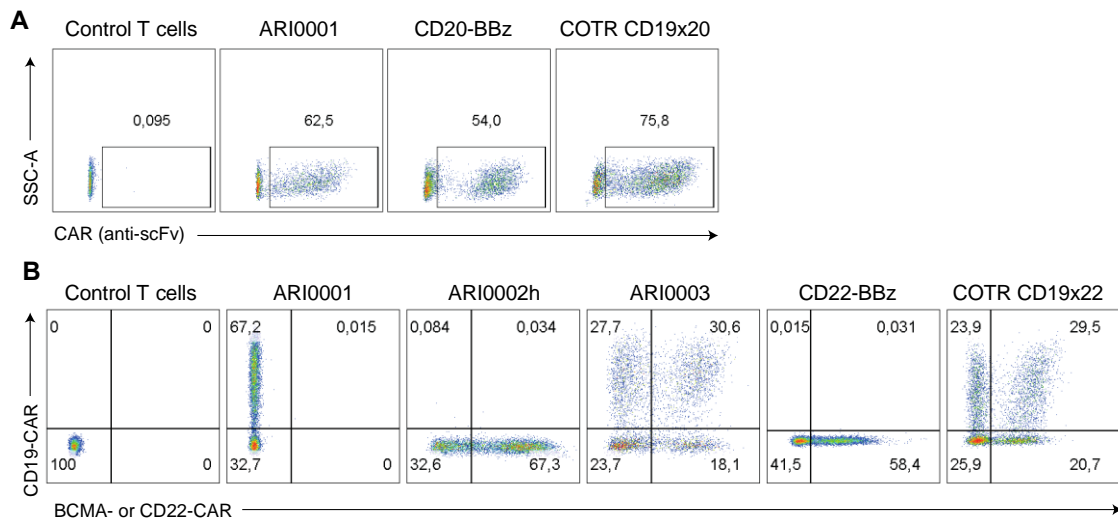 A
Control T cells ARI0001 CD20-BBz COTR CD19x20
0,095 62,5 54,0 75,8
SSC-A
CAR (anti-scFv)
B
Control T cells ARI0001 ARI0002h ARI0003 CD22-BBz COTR CD19x22
0 0 67,2 0,015 0,084 0,034 27,7 30,6 0,015 0,031 23,9 29,5
CD19-CAR
100 0 32,7 0 32,6 67,3 23,7 18,1 41,5 58,4 25,9 20,7
BCMA- or CD22-CAR